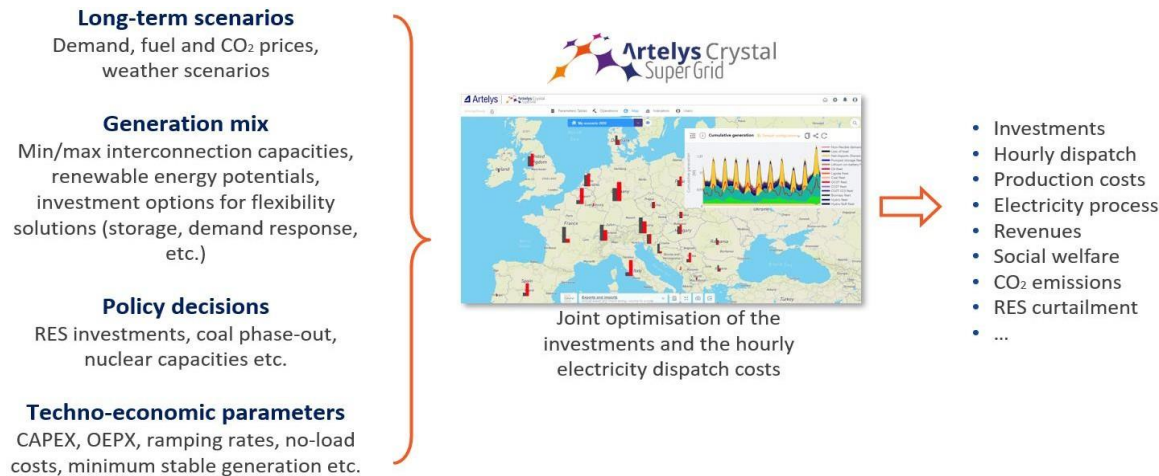 Long-term scenarios
Demand, fuel and CO₂ prices,
weather scenarios
Generation mix
Min/max interconnection capacities,
renewable energy potentials,
investment options for flexibility
solutions (storage, demand response,
etc.)
Policy decisions
RES investments, coal phase-out,
nuclear capacities etc.
Techno-economic parameters
CAPEX, OEPX, ramping rates, no-load
costs, minimum stable generation etc.
Artelys Crystal
Super Grid
Artelys
Cumulative generation
France
Turkey
Joint optimisation of the
investments and the hourly
electricity dispatch costs
• Investments
• Hourly dispatch
• Production costs
• Electricity process
• Revenues
• Social welfare
• CO₂ emissions
• RES curtailment
• ...